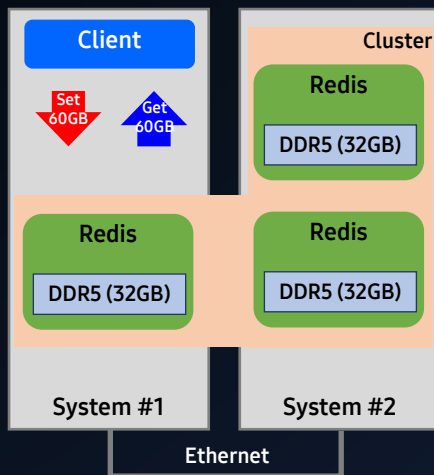 Client
Set
60GB
Get
60GB
Cluster
Redis
DDR5 (32GB)
Redis
DDR5 (32GB)
Redis
DDR5 (32GB)
System #1
System #2
Ethernet